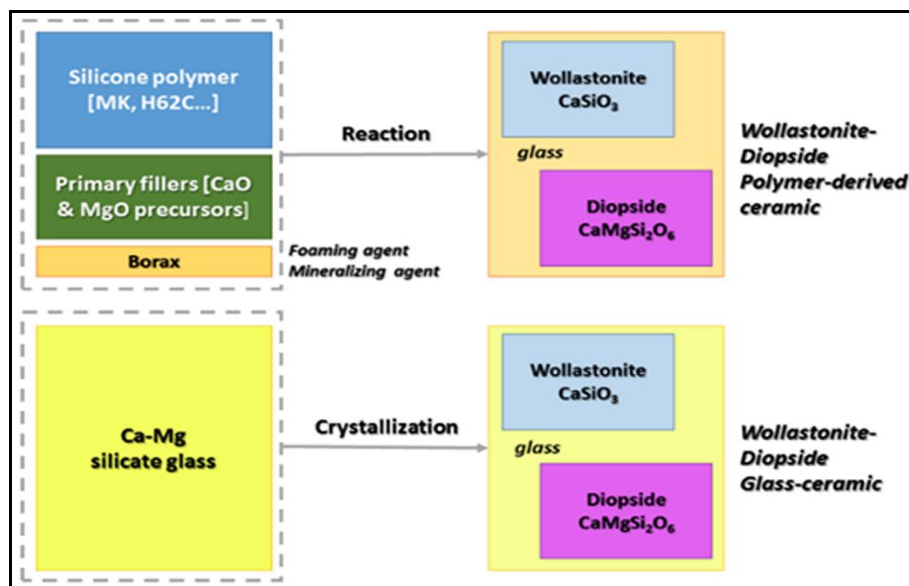 Silicone polymer
[MK, H62C...]
Primary fillers [CaO
& MgO precursors]
Borax
Foaming agent
Mineralizing agent
Reaction
Wollastonite
CaSiO₃
glass
Diopside
CaMgSi₂O₆
Wollastonite-
Diopside
Polymer-derived
ceramic
Ca-Mg
silicate glass
Crystallization
Wollastonite
CaSiO₃
glass
Diopside
CaMgSi₂O₆
Wollastonite-
Diopside
Glass-ceramic